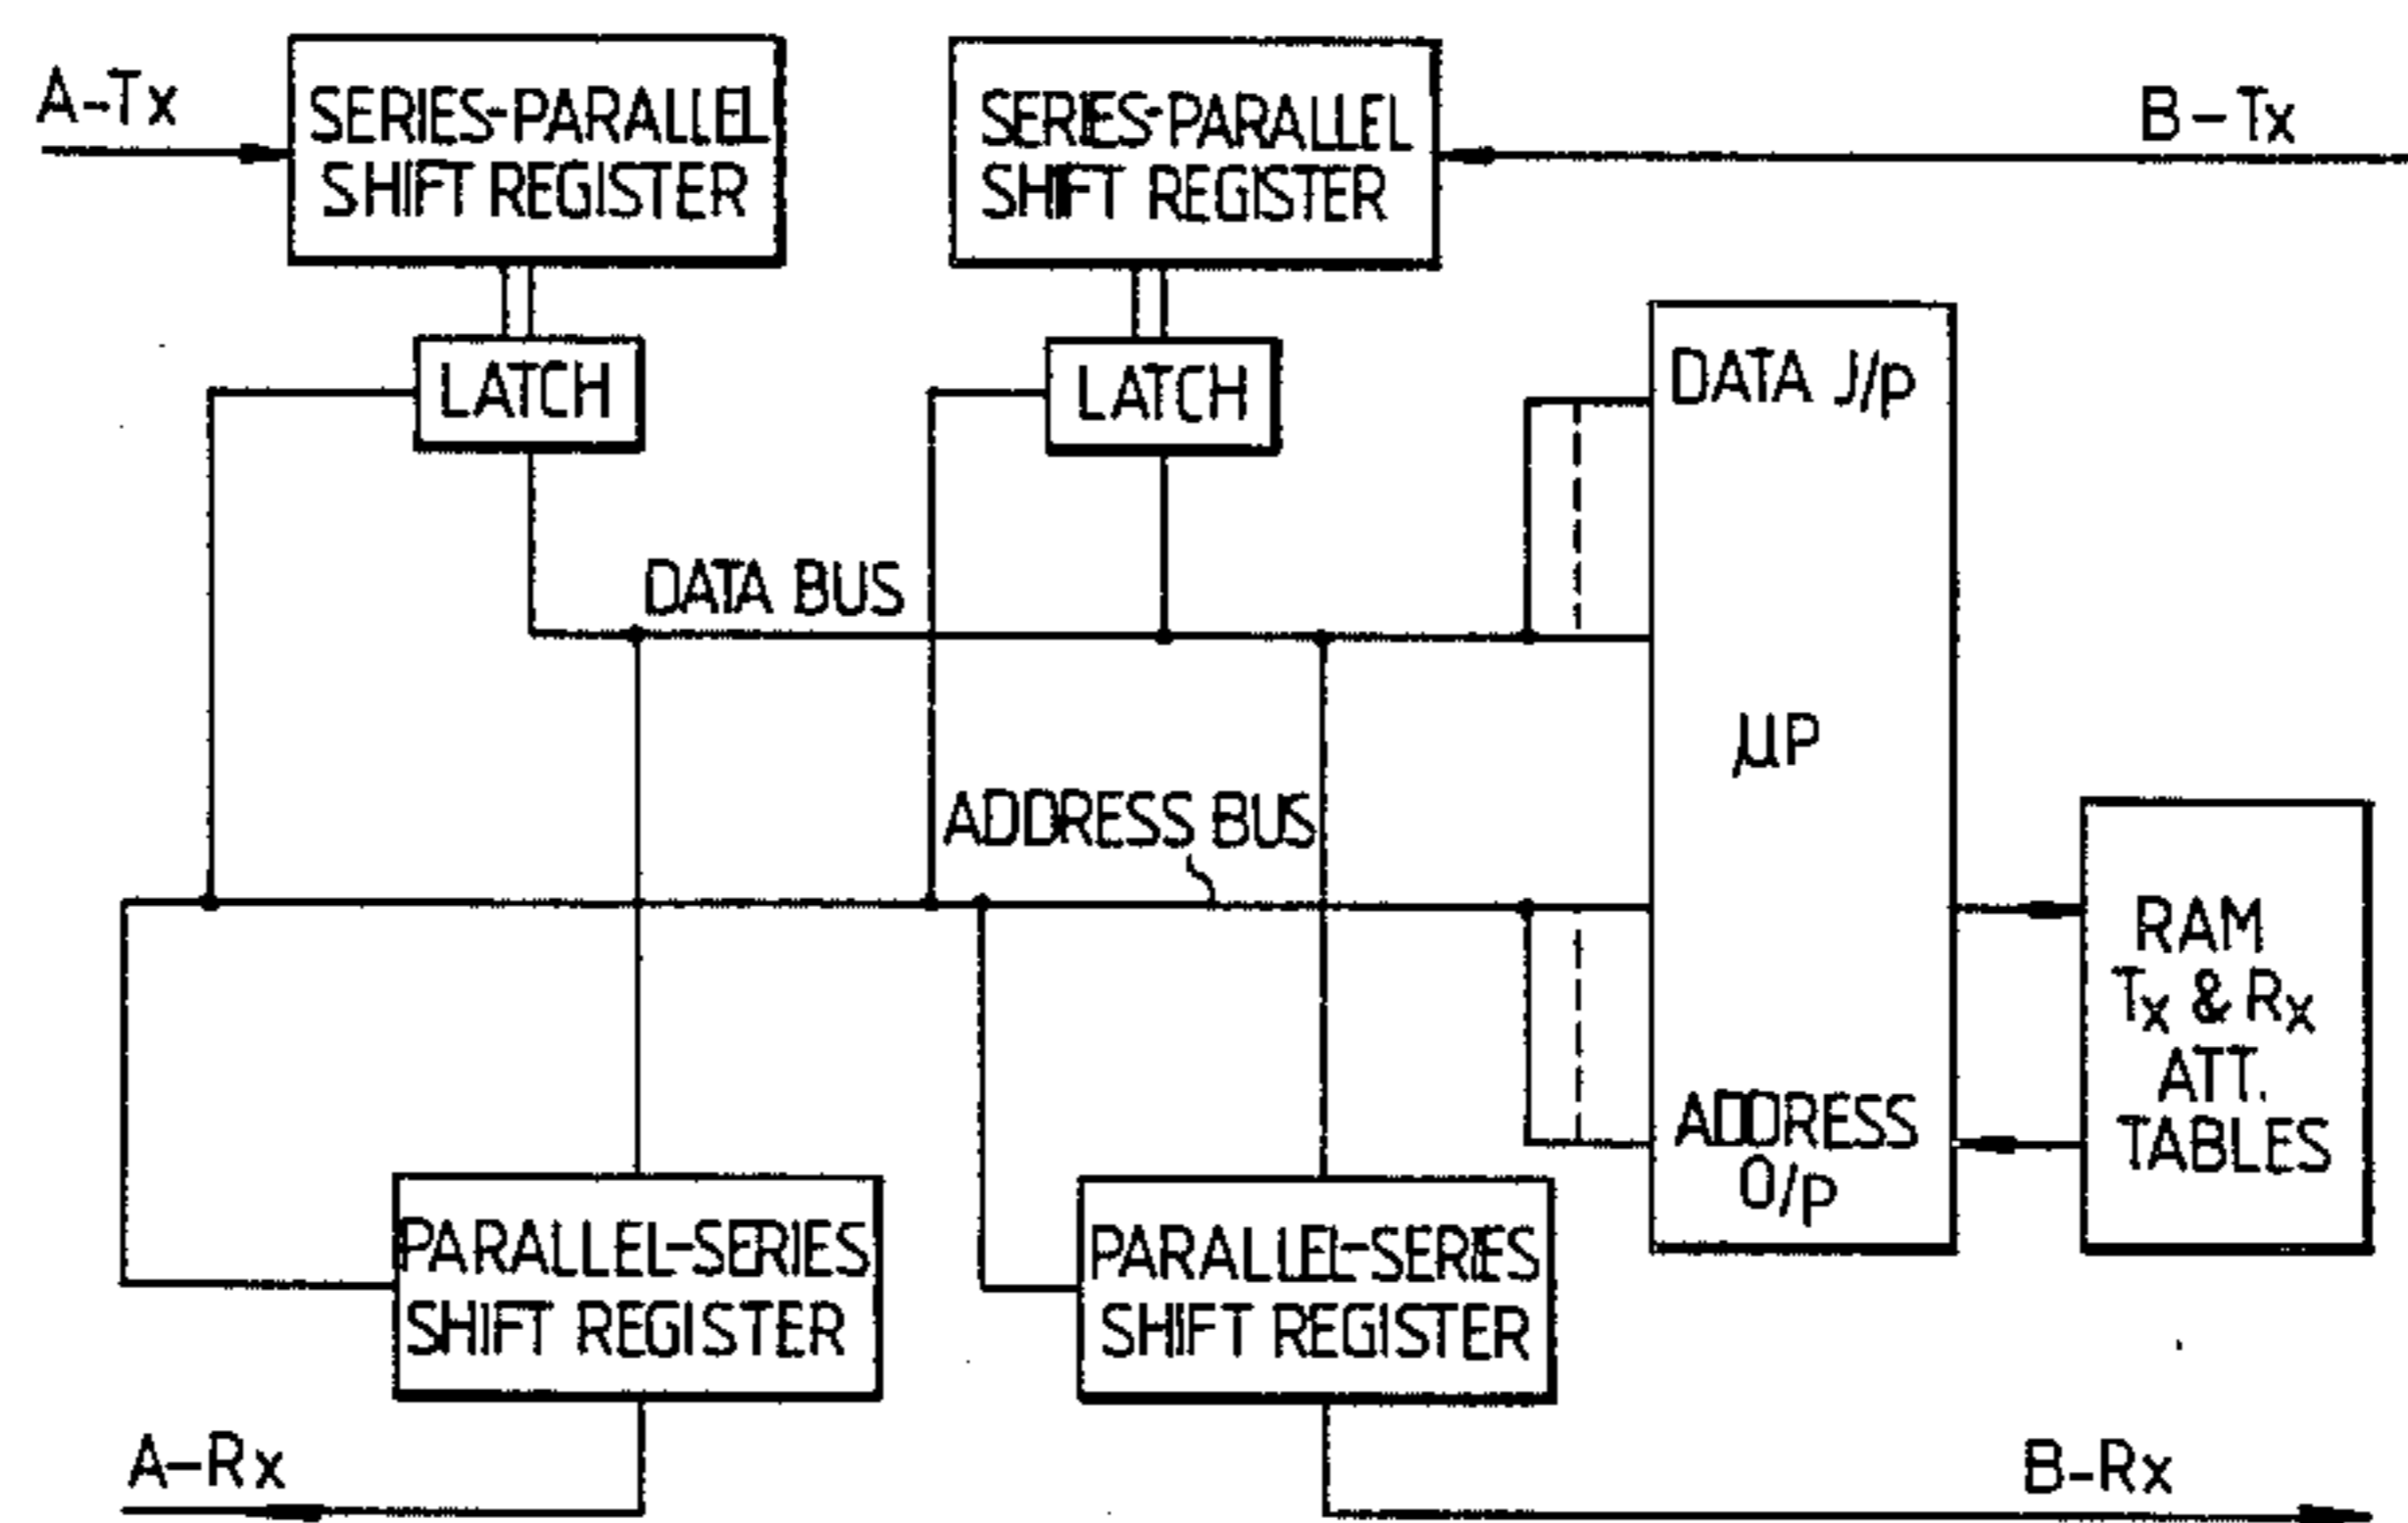 A-Tx
SERIES-PARALLEL
SHIFT REGISTER
SERIES-PARALLEL
SHIFT REGISTER
B-Tx
LATCH
LATCH
DATA J/p
DATA BUS
μP
ADDRESS BUS
RAM
Tx & Rx
ATT.
TABLES
ADDRESS
O/p
PARALLEL-SERIES
SHIFT REGISTER
PARALLEL-SERIES
SHIFT REGISTER
A-Rx
B-Rx